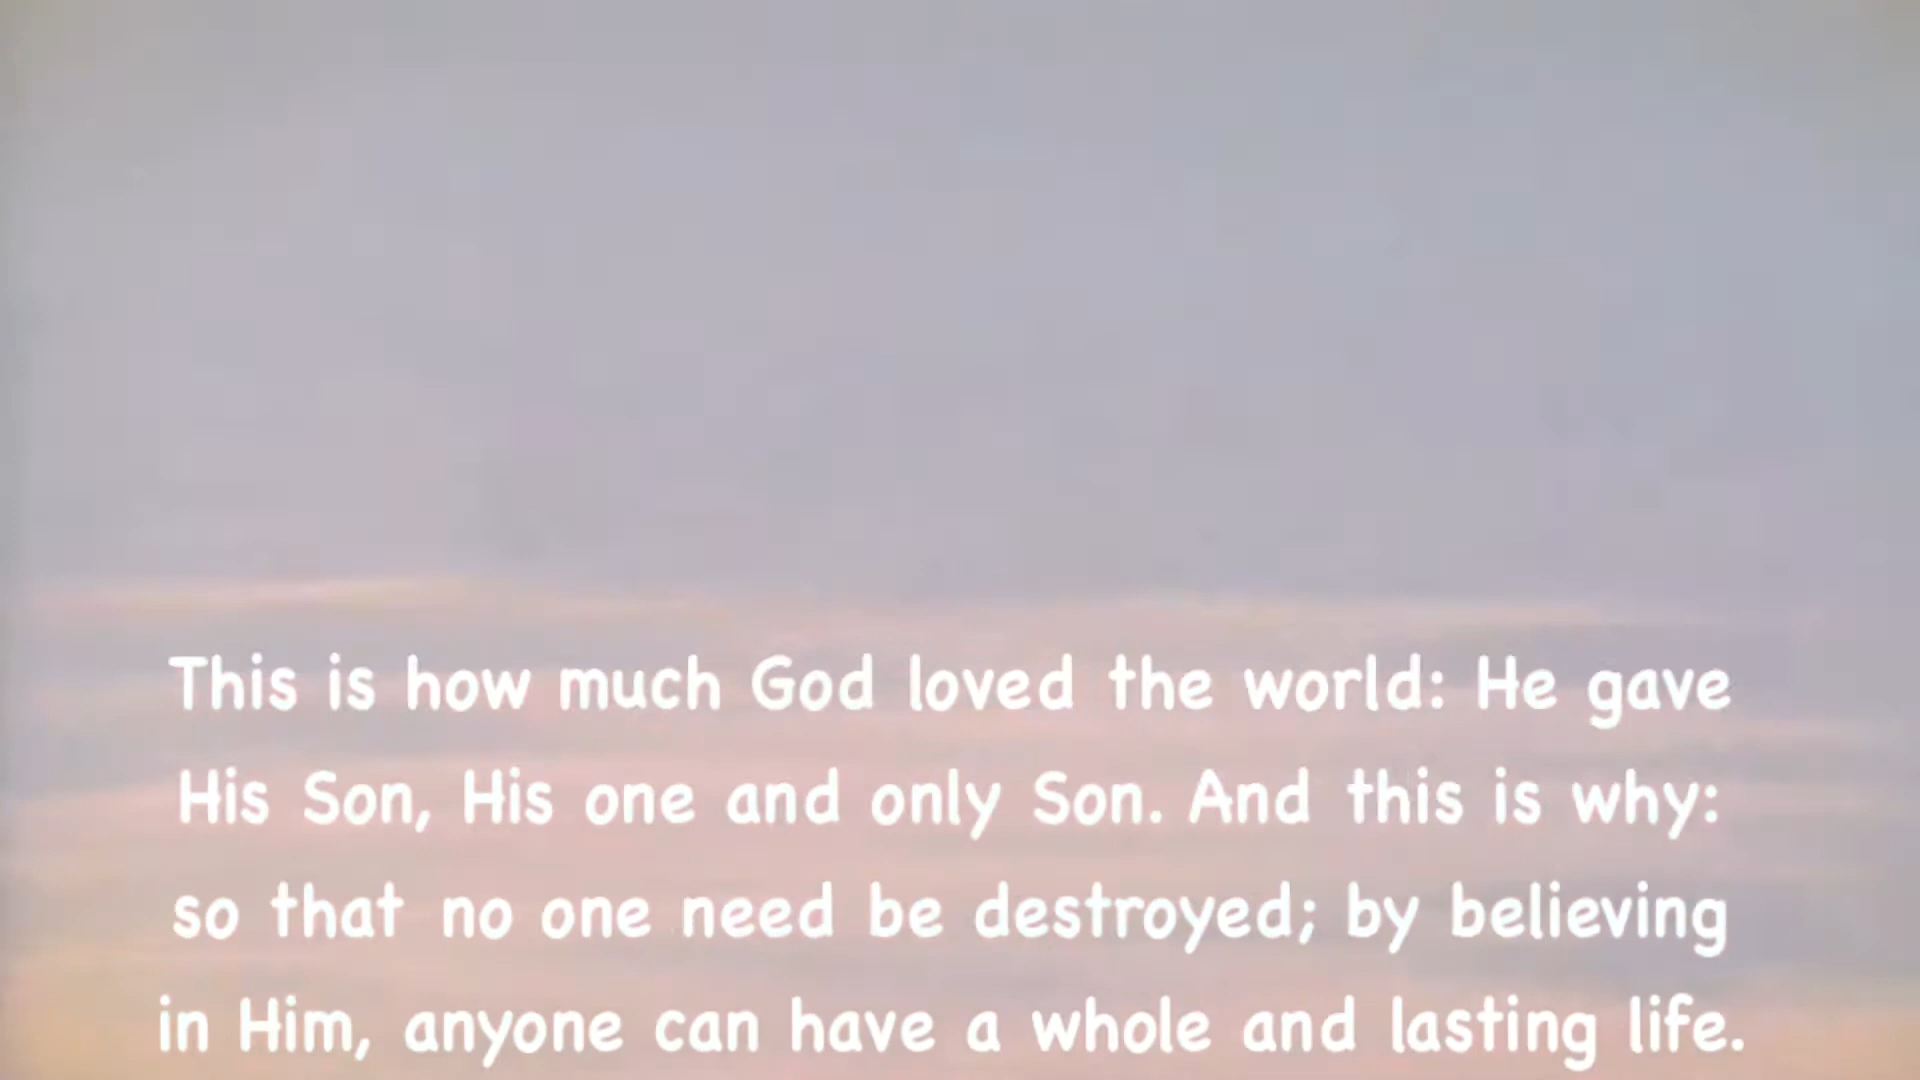 This is how much God loved the world: He gave
His Son, His one and only Son. And this is why:
so that no one need be destroyed; by believing
in Him, anyone can have a whole and lasting life.